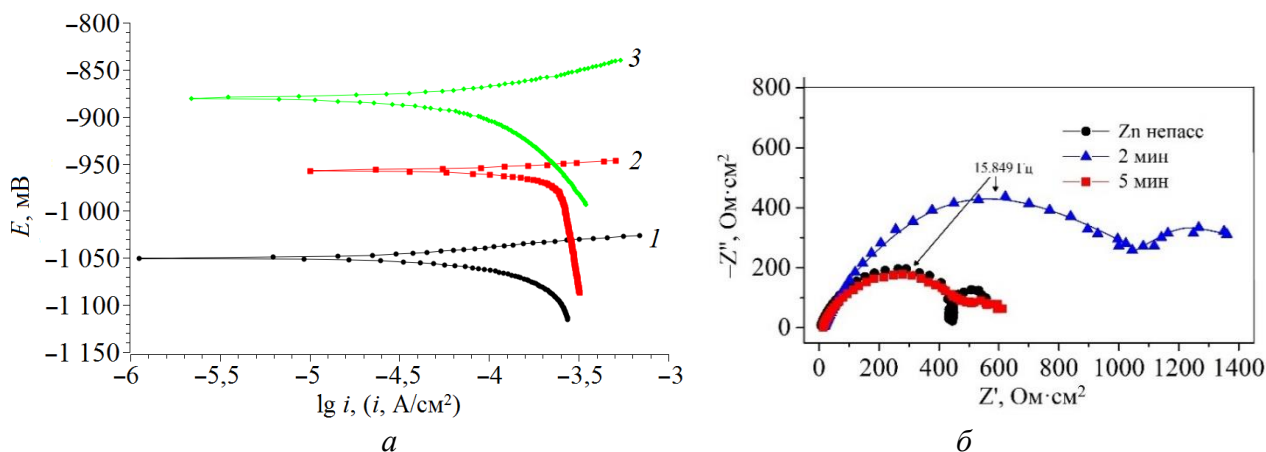 −800
−850
−900
−950
−1 000
−1 050
−1 100
−1 150
E, мВ
3
2
1
−6
−5,5
−5
−4,5
−4
−3,5
−3
lg i, (i, А/см²)
а
800
600
400
200
0
−Z'', Ом·см²
Zn непасс
2 мин
5 мин
15.849 Гц
0 200 400 600 800 1000 1200 1400
Z', Ом·см²
б